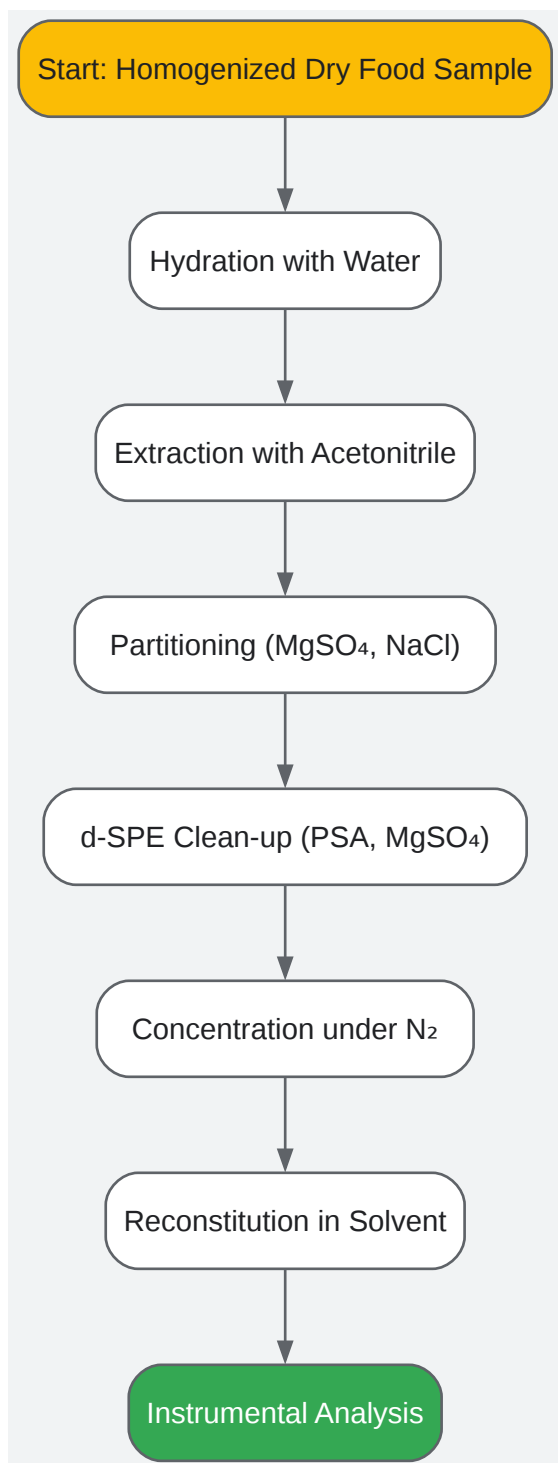 Start: Homogenized Dry Food Sample
Hydration with Water
Extraction with Acetonitrile
Partitioning (MgSO₄, NaCl)
d-SPE Clean-up (PSA, MgSO₄)
Concentration under N₂
Reconstitution in Solvent
Instrumental Analysis